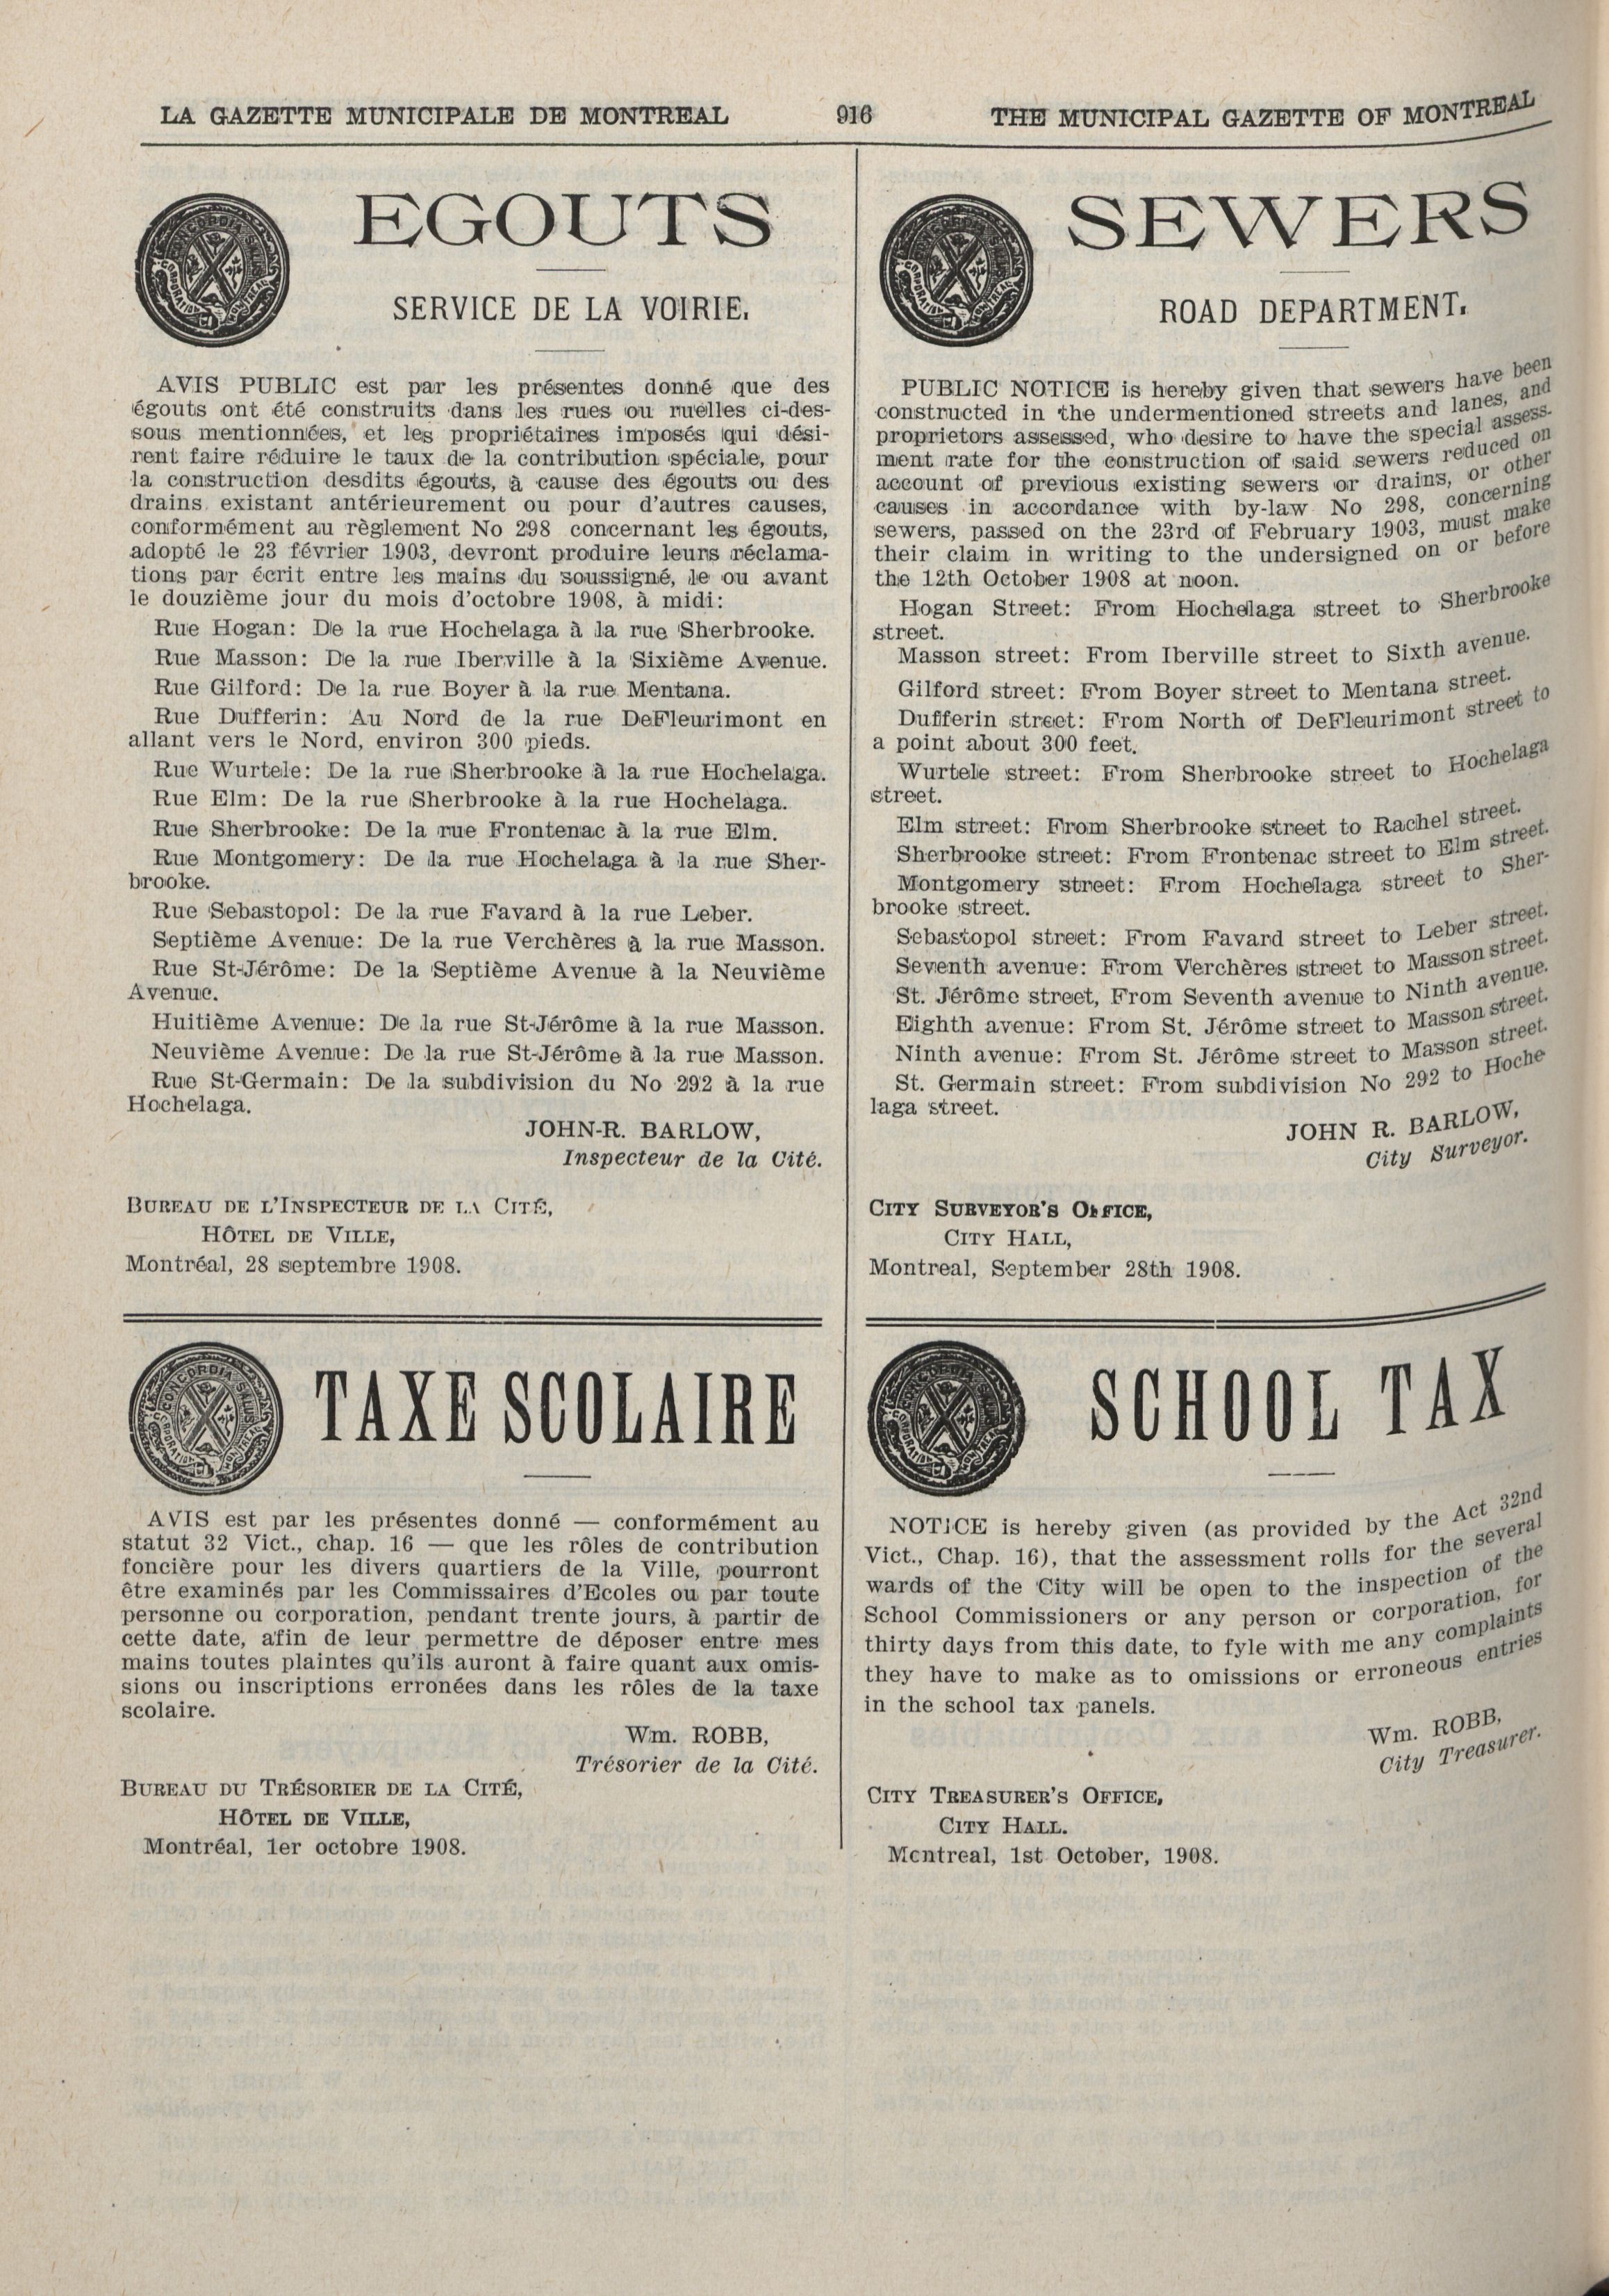 LA GAZETTE MUNICIPALE DE MONTREAL
916
THE MUNICIPAL GAZETTE OF MONTREAL
EGOUTS
SERVICE DE LA VOIRIE.
AVIS PUBLIC est par les présentes donné que des
égouts ont été construits dans les rues ou ruelles ci-des-
sous mentionnées, et les propriétaires imposés qui dési-
rent faire réduire le taux de la contribution spéciale, pour
la construction desdits égouts, à cause des égouts ou des
drains existant antérieurement ou pour d'autres causes,
conformément au règlement No 298 concernant les égouts,
adopté le 23 février 1903, devront produire leurs réclama-
tions par écrit entre les mains du soussigné, le ou avant
le douzième jour du mois d'octobre 1908, à midi:
Rue Hogan: De la rue Hochelaga à la rue Sherbrooke.
Rue Masson: De la rue Iberville à la Sixième Avenue.
Rue Gilford: De la rue Boyer à la rue Mentana.
Rue Dufferin: Au Nord de la rue DeFleurimont en
allant vers le Nord, environ 300 pieds.
Rue Wurtele: De la rue Sherbrooke à la rue Hochelaga.
Rue Elm: De la rue Sherbrooke à la rue Hochelaga.
Rue Sherbrooke: De la rue Frontenac à la rue Elm.
Rue Montgomery: De la rue Hochelaga à la rue Sher-
brooke.
Rue Sebastopol: De la rue Favard à la rue Leber.
Septième Avenue: De la rue Verchères à la rue Masson.
Rue St-Jérôme: De la Septième Avenue à la Neuvième
Avenue.
Huitième Avenue: De la rue St-Jérôme à la rue Masson.
Neuvième Avenue: De la rue St-Jérôme à la rue Masson.
Rue St-Germain: De la subdivision du No 292 à la rue
Hochelaga.
JOHN-R. BARLOW,
Inspecteur de la Cité.
BUREAU DE L'INSPECTEUR DE LA CITÉ,
HÔTEL DE VILLE,
Montréal, 28 septembre 1908.
SEWERS
ROAD DEPARTMENT.
PUBLIC NOTICE is hereby given that sewers have been
constructed in the undermentioned streets and lanes, and
proprietors assessed, who desire to have the special assess-
ment rate for the construction of said sewers reduced on
account of previous existing sewers or drains, or other
causes in accordance with by-law No 298, concerning
sewers, passed on the 23rd of February 1903, must make
their claim in writing to the undersigned on or before
the 12th October 1908 at noon.
Hogan Street: From Hochelaga street to Sherbrooke
street.
Masson street: From Iberville street to Sixth avenue.
Gilford street: From Boyer street to Mentana street.
Dufferin street: From North of DeFleurimont street to
a point about 300 feet.
Wurtele street: From Sherbrooke street to Hochelaga
street.
Elm street: From Sherbrooke street to Rachel street.
Sherbrooke street: From Frontenac street to Elm street.
Montgomery street: From Hochelaga street to Sher-
brooke street.
Sebastopol street: From Favard street to Leber street.
Seventh avenue: From Verchères street to Masson street.
St. Jérôme street, From Seventh avenue to Ninth avenue.
Eighth avenue: From St. Jérôme street to Masson street.
Ninth avenue: From St. Jérôme street to Masson street.
St. Germain street: From subdivision No 292 to Hoche
laga street.
JOHN R. BARLOW,
City Surveyor.
CITY SURVEYOR'S OFFICE,
CITY HALL,
Montreal, September 28th 1908.
TAXE SCOLAIRE
AVIS est par les présentes donné — conformément au
statut 32 Vict., chap. 16 — que les rôles de contribution
foncière pour les divers quartiers de la Ville, pourront
être examinés par les Commissaires d'Ecoles ou par toute
personne ou corporation, pendant trente jours, à partir de
cette date, afin de leur permettre de déposer entre mes
mains toutes plaintes qu'ils auront à faire quant aux omis-
sions ou inscriptions erronées dans les rôles de la taxe
scolaire.
Wm. ROBB,
Trésorier de la Cité.
BUREAU DU TRÉSORIER DE LA CITÉ,
HÔTEL DE VILLE,
Montréal, 1er octobre 1908.
SCHOOL TAX
NOTICE is hereby given (as provided by the Act 32nd
Vict., Chap. 16), that the assessment rolls for the several
wards of the City will be open to the inspection of the
School Commissioners or any person or corporation, for
thirty days from this date, to fyle with me any complaints
they have to make as to omissions or erroneous entries
in the school tax panels.
Wm. ROBB,
City Treasurer.
CITY TREASURER'S OFFICE,
CITY HALL.
Montreal, 1st October, 1908.